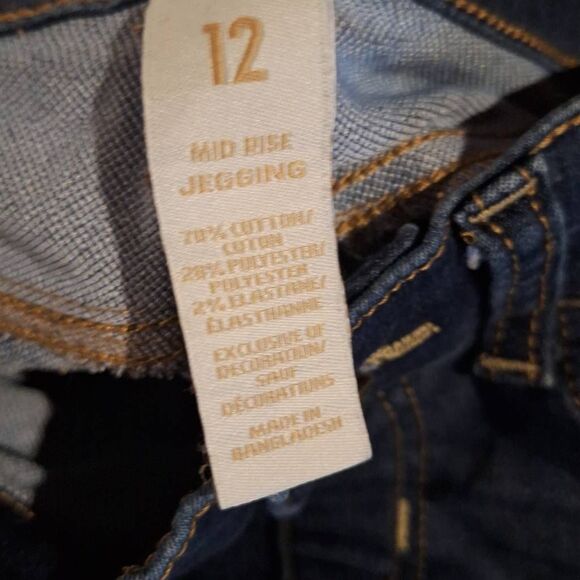 12
MID RISE
JEGGING
70% COTTON/
COTON
28% POLYESTER/
POLYESTER
2% ELASTANE/
ÉLASTHANNE
EXCLUSIVE OF
DECORATION/
SAUF
DÉCORATIONS
MADE IN
BANGLADESH